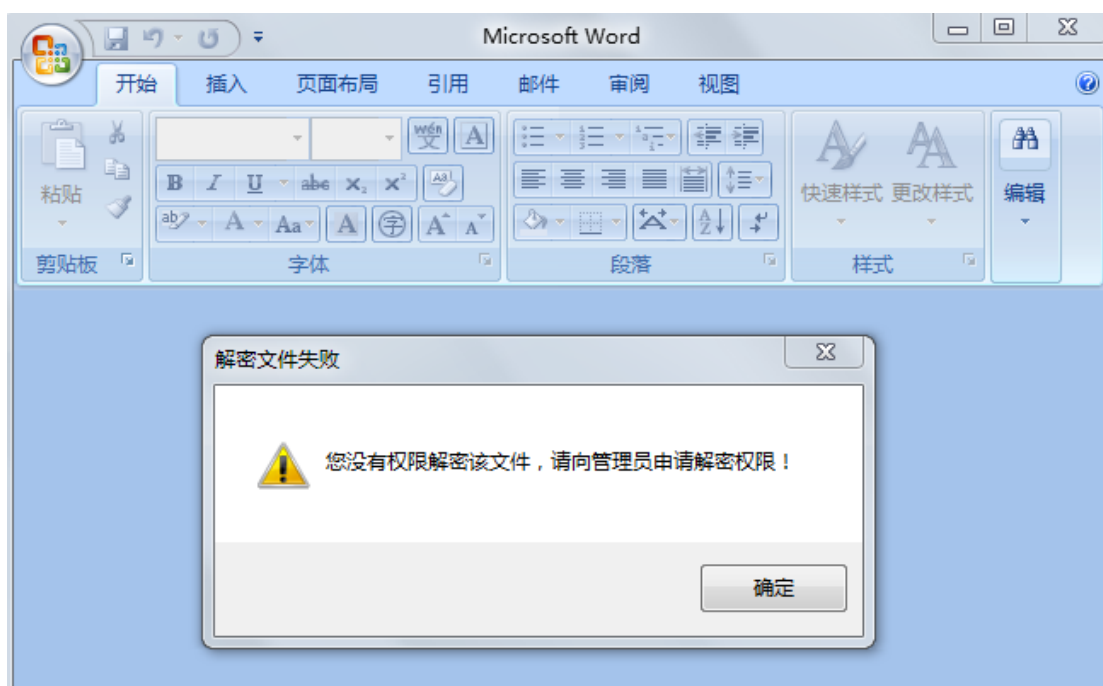 Microsoft Word
开始 插入 页面布局 引用 邮件 审阅 视图
粘贴
快速样式 更改样式 编辑
剪贴板 字体 段落 样式
解密文件失败
您没有权限解密该文件，请向管理员申请解密权限！
确定